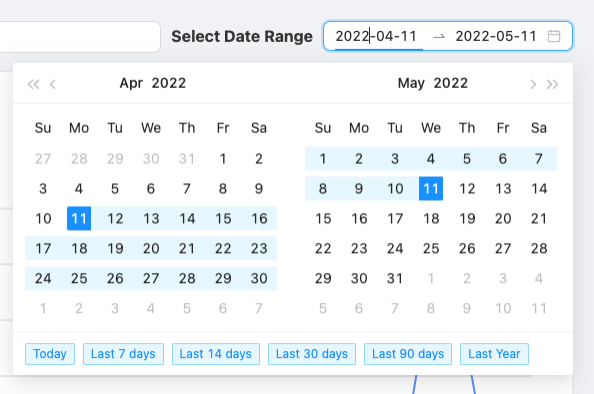 Select Date Range 2022-04-11 → 2022-05-11
« ‹ Apr 2022
Su Mo Tu We Th Fr Sa
27 28 29 30 31 1 2
3 4 5 6 7 8 9
10 11 12 13 14 15 16
17 18 19 20 21 22 23
24 25 26 27 28 29 30
1 2 3 4 5 6 7
May 2022 › »
Su Mo Tu We Th Fr Sa
1 2 3 4 5 6 7
8 9 10 11 12 13 14
15 16 17 18 19 20 21
22 23 24 25 26 27 28
29 30 31 1 2 3 4
5 6 7 8 9 10 11
Today Last 7 days Last 14 days Last 30 days Last 90 days Last Year